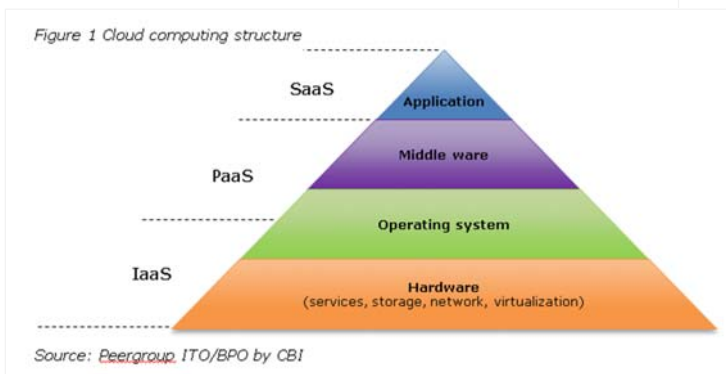 Figure 1 Cloud computing structure
SaaS
Application
Middle ware
PaaS
Operating system
IaaS
Hardware
(services, storage, network, virtualization)
Source: Peergroup ITO/BPO by CBI